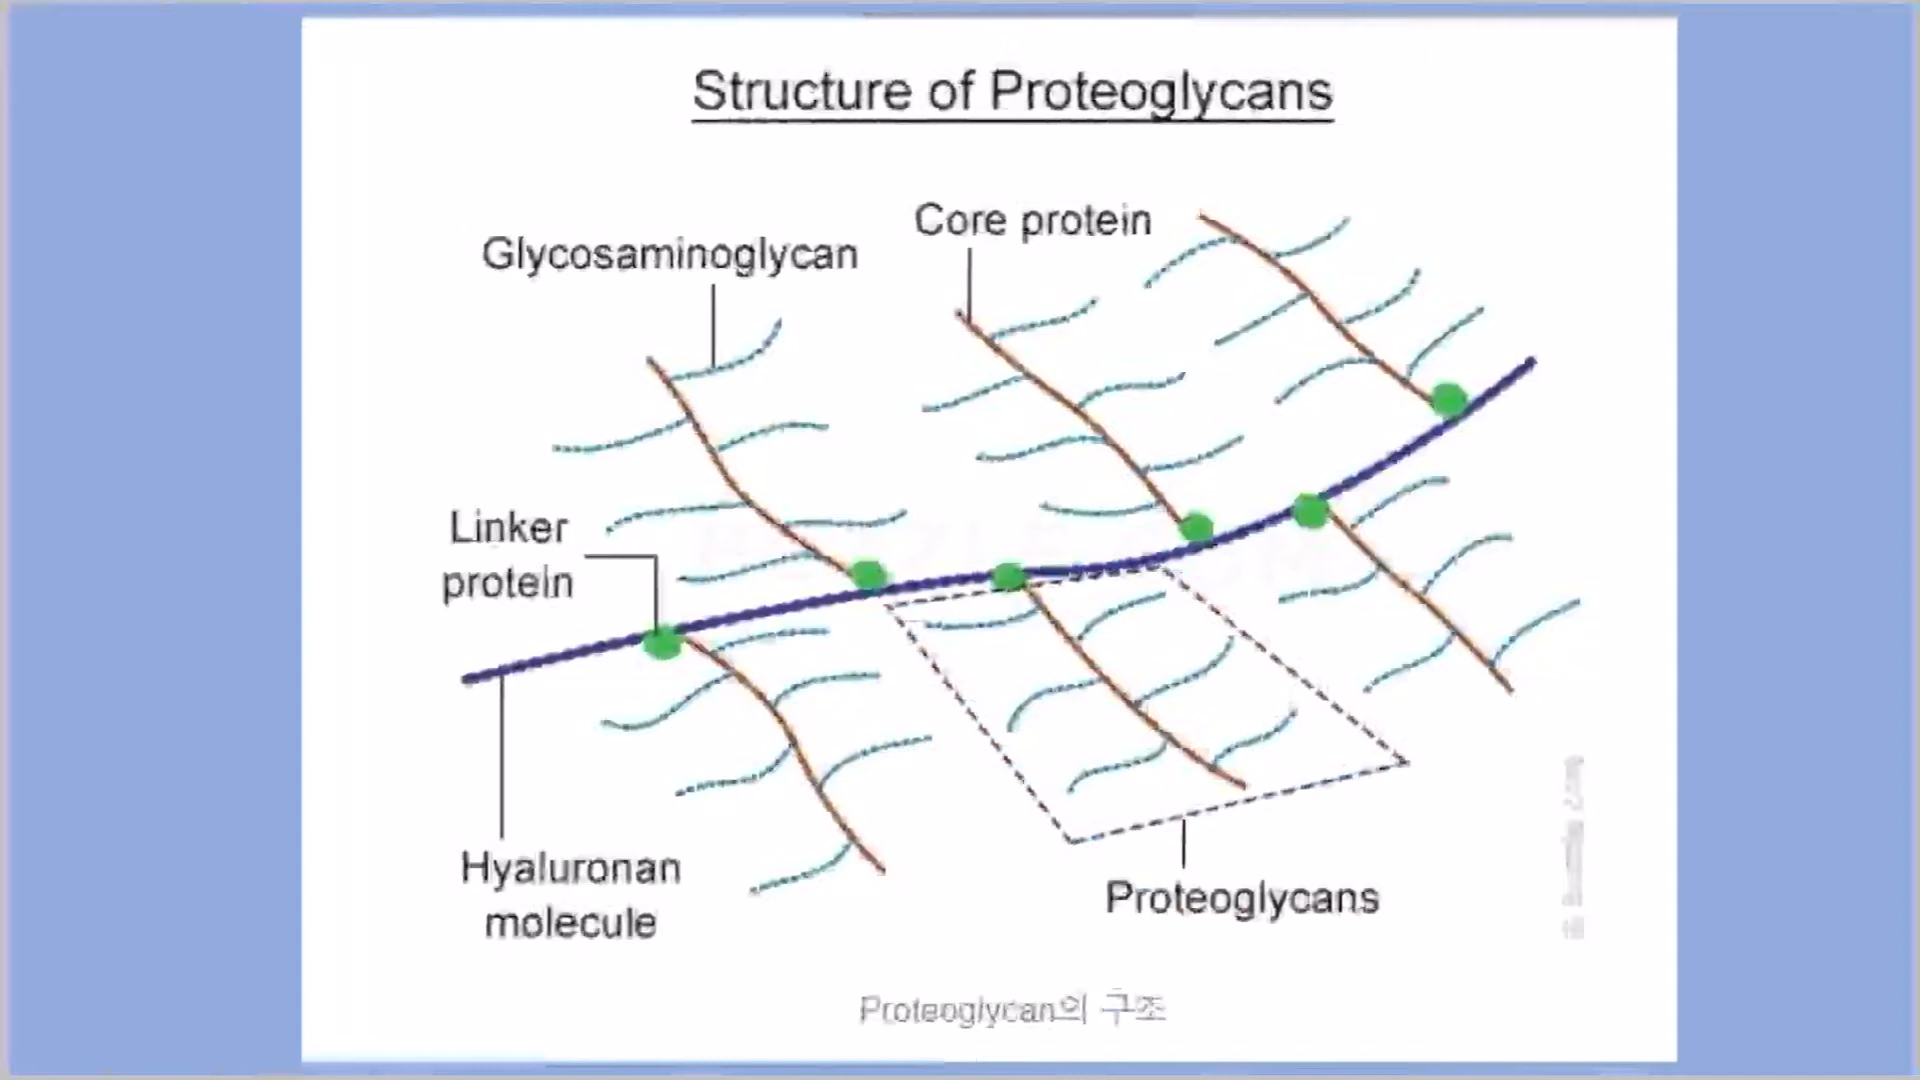 Structure of Proteoglycans
Core protein
Glycosaminoglycan
Linker
protein
Hyaluronan
molecule
Proteoglycans
Proteoglycan의 구조